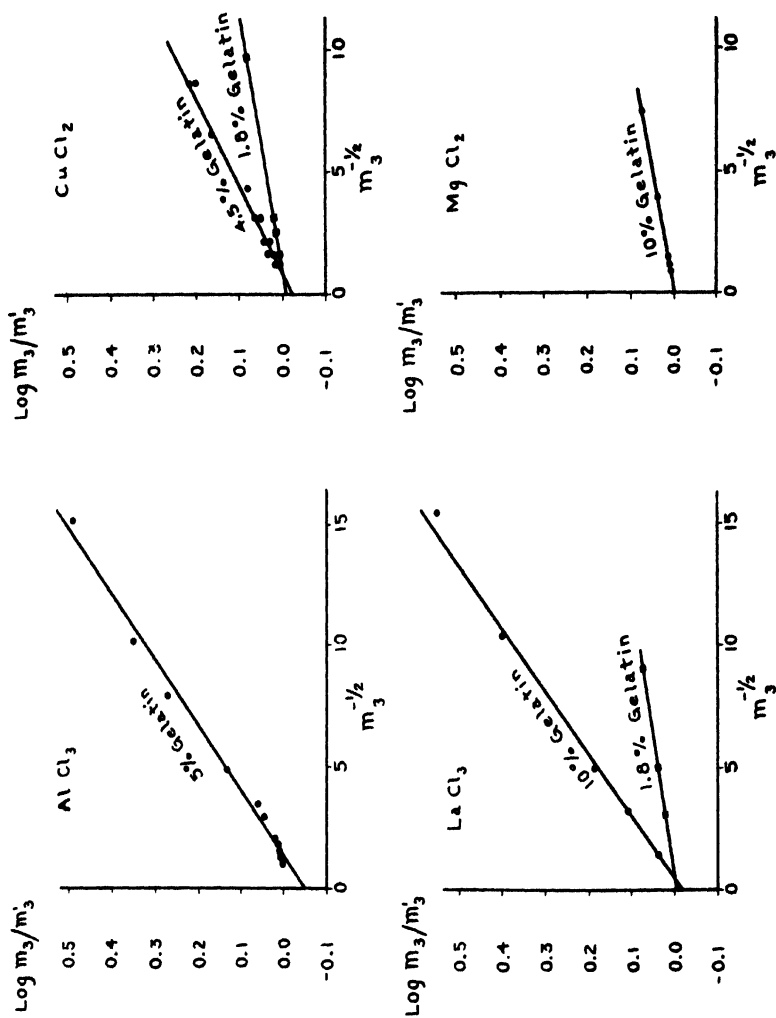 Log m₃/m₃'
Al Cl₃
0.5
0.4
0.3
0.2
0.1
0.0
-0.1
5% Gelatin
0 5 10 15
m₃^-½
Log m₃/m₃'
Cu Cl₂
0.5
0.4
0.3
0.2
0.1
0.0
-0.1
4.5% Gelatin
1.8% Gelatin
0 5 10
m₃^-½
Log m₃/m₃'
La Cl₃
0.5
0.4
0.3
0.2
0.1
0.0
-0.1
10% Gelatin
1.8% Gelatin
0 5 10 15
m₃^-½
Log m₃/m₃'
Mg Cl₂
0.5
0.4
0.3
0.2
0.1
0.0
-0.1
10% Gelatin
0 5 10
m₃^-½